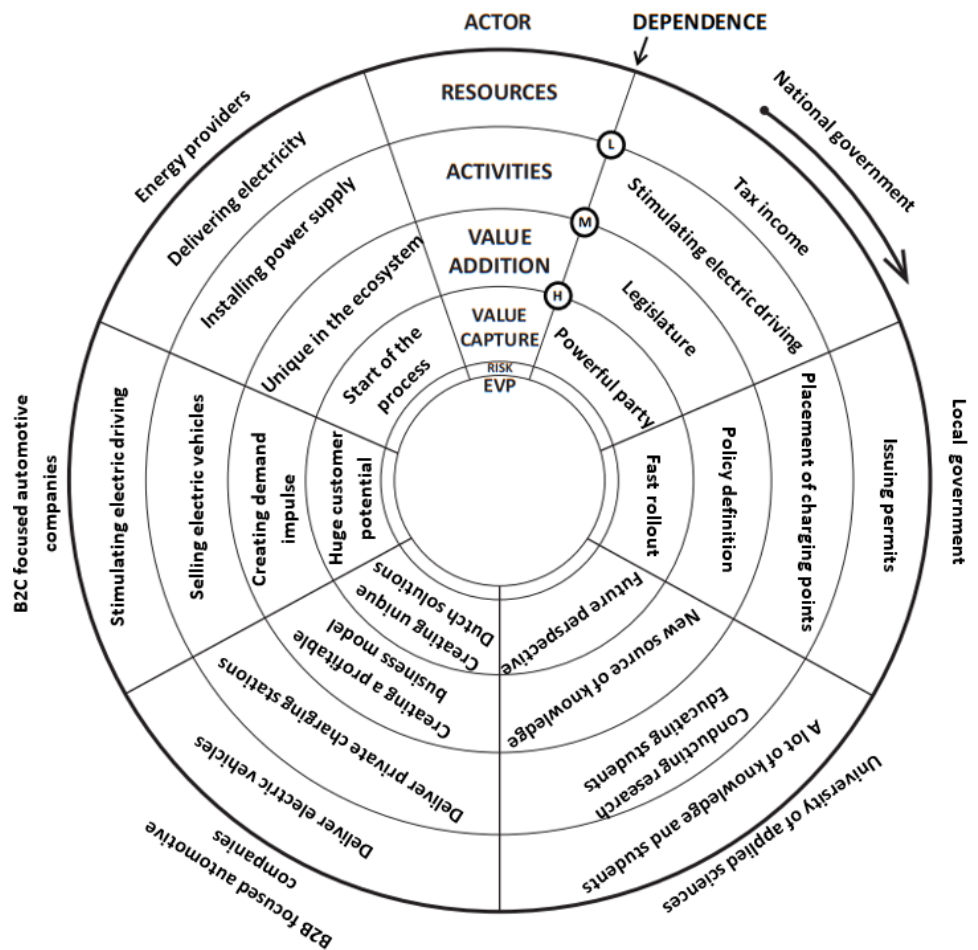 ACTOR
DEPENDENCE
RESOURCES
ACTIVITIES
VALUE
ADDITION
VALUE
CAPTURE
RISK
EVP
L
M
H
National government
Tax income
Stimulating electric driving
Legislature
Powerful party
Local government
Issuing permits
Placement of charging points
Policy definition
Fast rollout
University of applied sciences
A lot of knowledge and students
Conducting research
Educating students
New source of knowledge
Future perspective
B2B focused automotive
companies
Deliver electric vehicles
Deliver private charging stations
Creating a profitable
business model
Creating unique
Dutch solutions
B2C focused automotive
companies
Stimulating electric driving
Selling electric vehicles
Creating demand
impulse
Huge customer
potential
Energy providers
Delivering electricity
Installing power supply
Unique in the ecosystem
Start of the
process